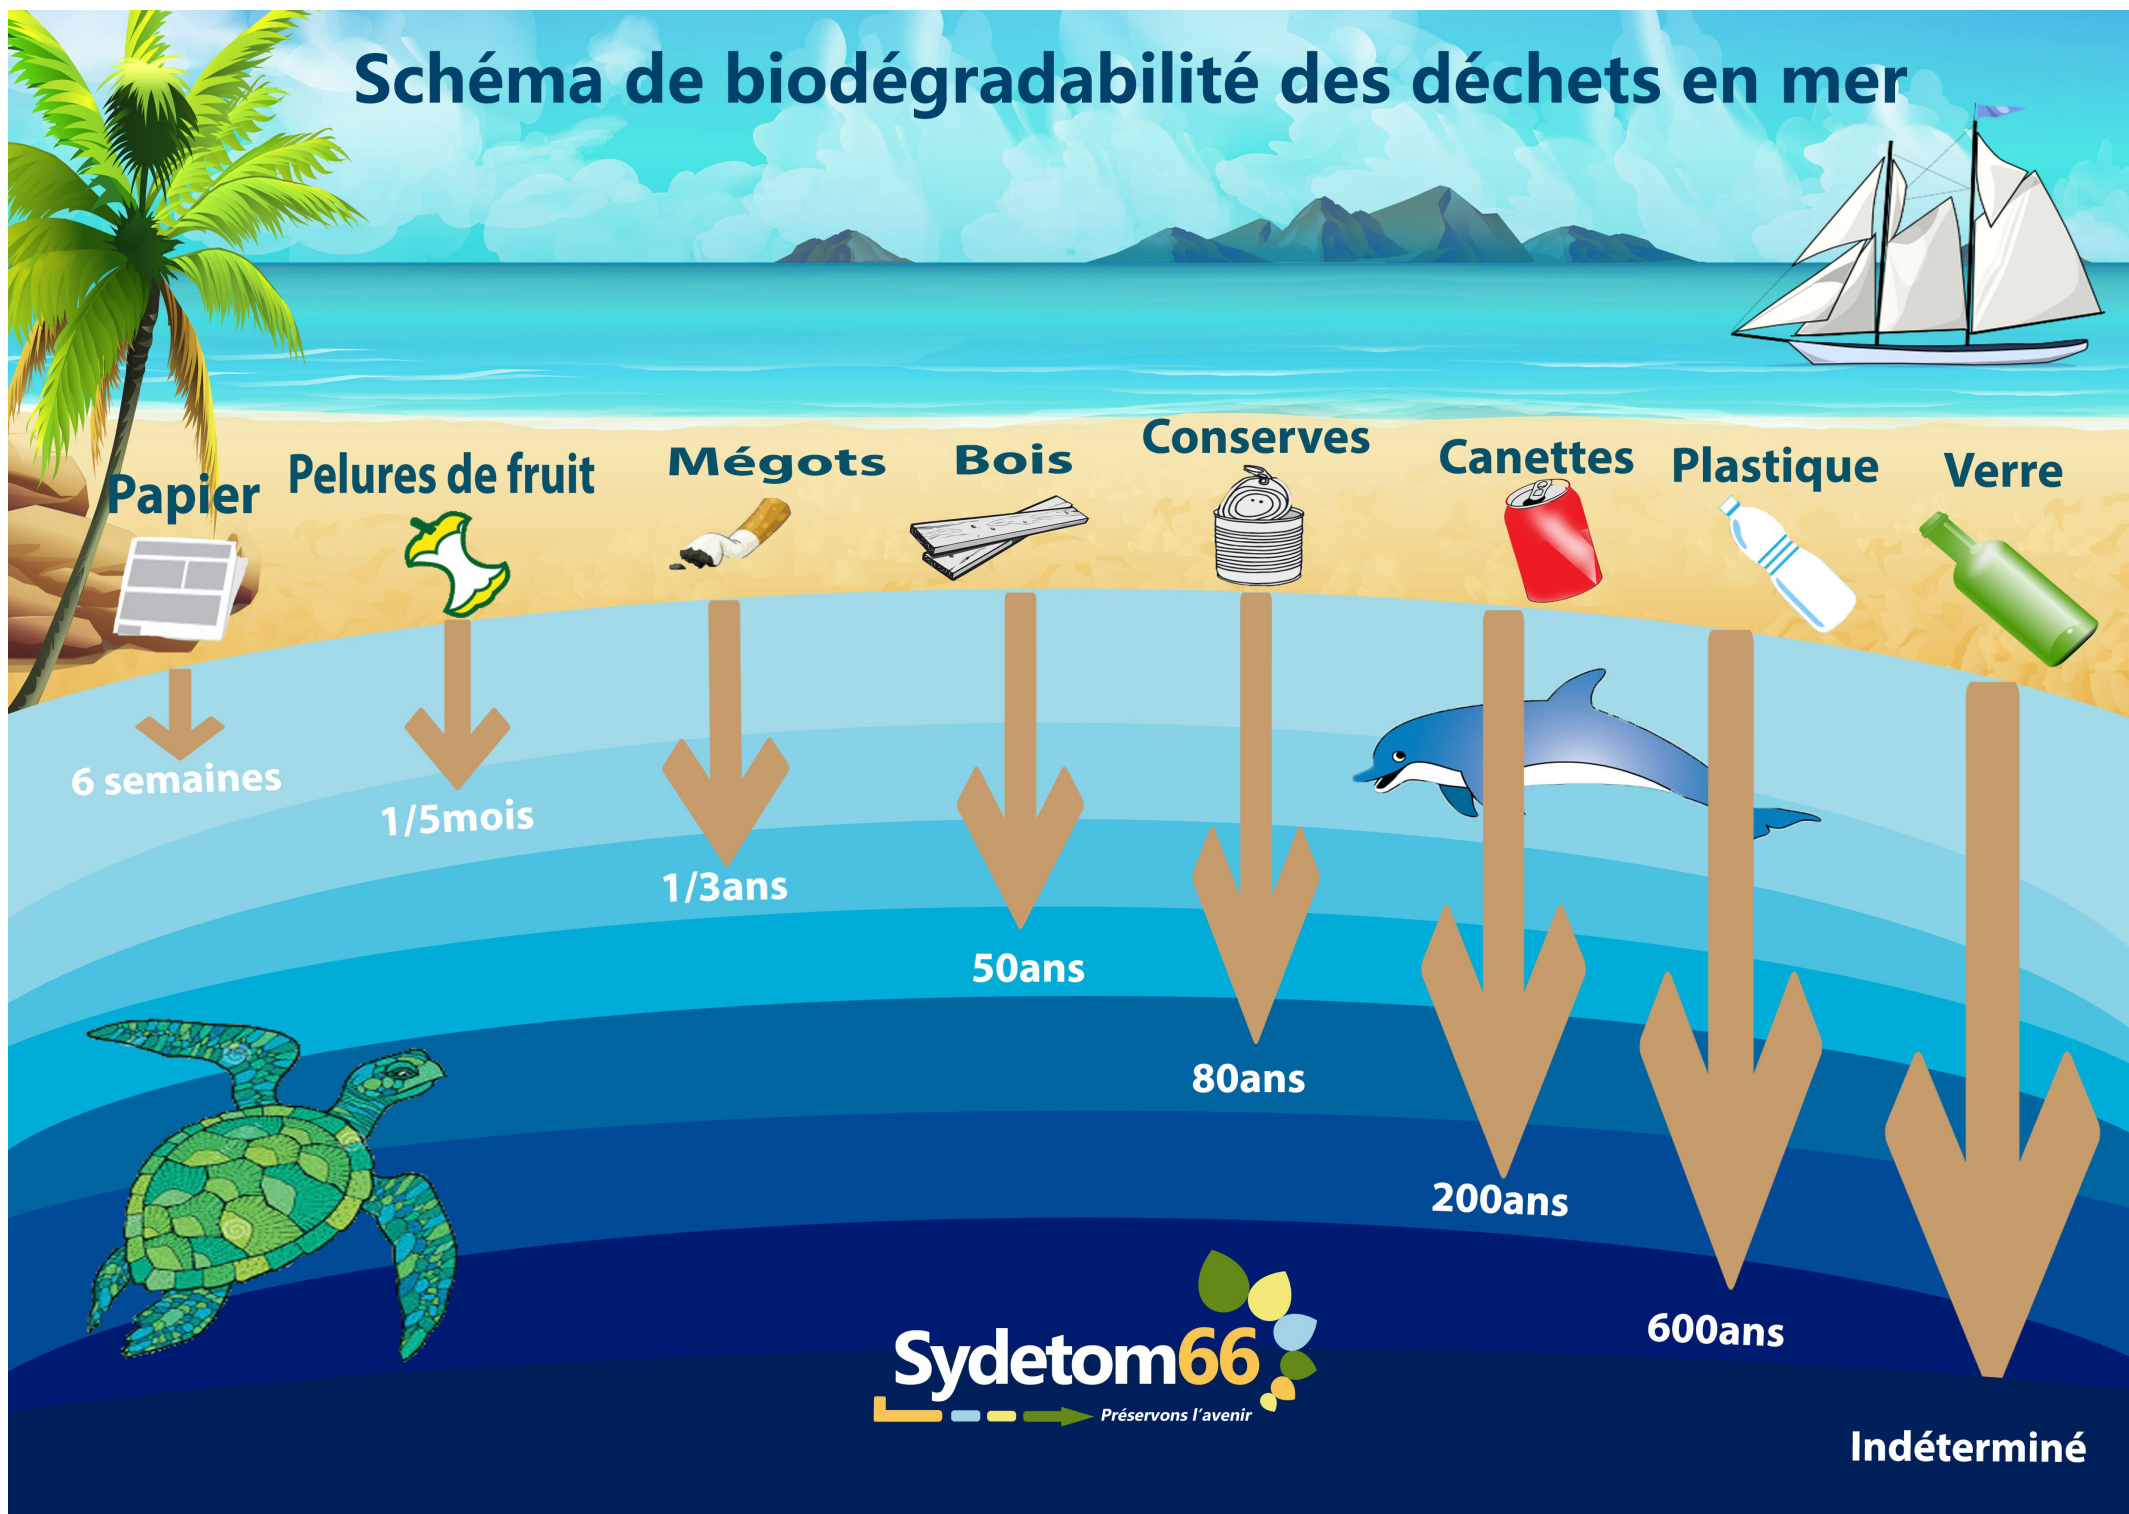 Schéma de biodégradabilité des déchets en mer
Papier
Pelures de fruit
Mégots
Bois
Conserves
Canettes
Plastique
Verre
6 semaines
1/5mois
1/3ans
50ans
80ans
200ans
600ans
Indéterminé
Sydetom66
Préservons l'avenir